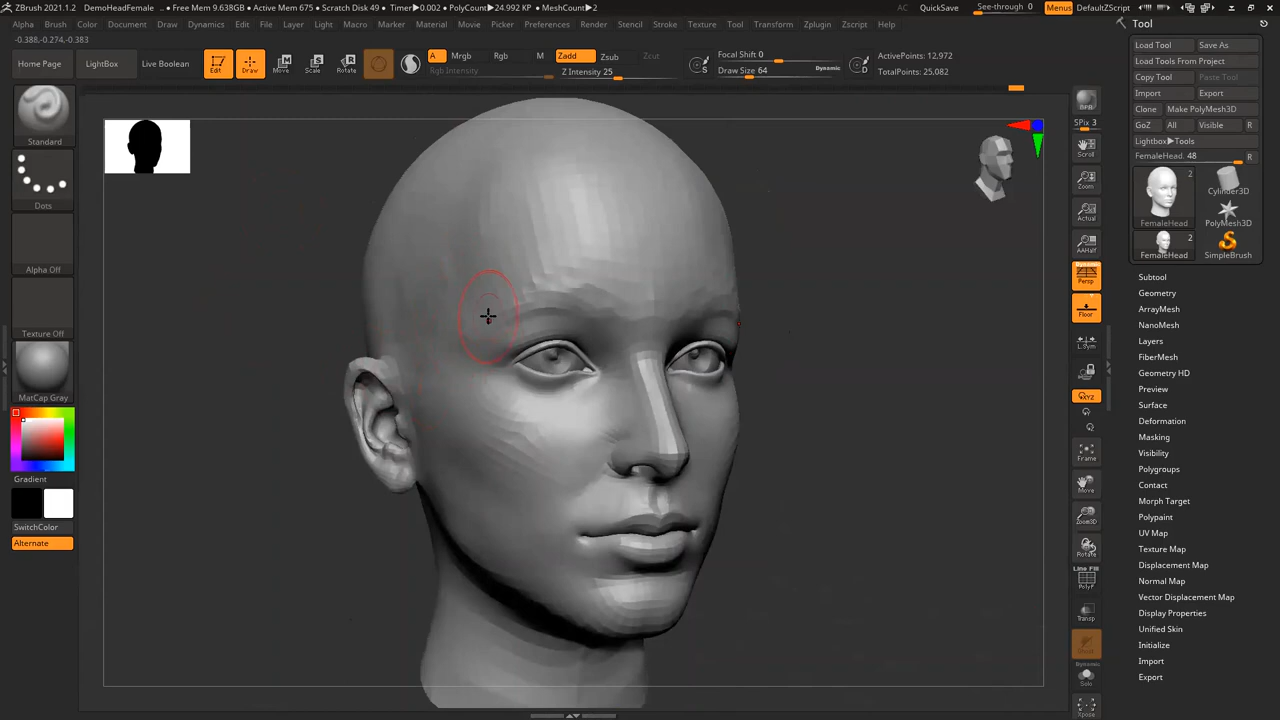 ZBrush 2021.1.2 DemoHeadFemale • Free Mem 9.638GB • Active Mem 675 • Scratch Disk 49 • Timer▶0.002 • PolyCount▶24.992 KP • MeshCount▶2 AC QuickSave See-through 0 Menus DefaultZScript
Alpha Brush Color Document Draw Dynamics Edit File Layer Light Macro Marker Material Movie Picker Preferences Render Stencil Stroke Texture Tool Transform Zplugin Zscript Help
-0.388,-0.274,-0.383
Home Page LightBox Live Boolean Edit Draw Move Scale Rotate A Mrgb Rgb M Zadd Zsub Zcut
Rgb Intensity Z Intensity 25
Focal Shift 0
Draw Size 64 Dynamic
S D
ActivePoints: 12,972
TotalPoints: 25,082
Standard
Dots
Alpha Off
Texture Off
MatCap Gray
Gradient
SwitchColor
Alternate
BPR
SPix 3
Scroll
Zoom
Actual
AAHalf
Dynamic
Persp
Floor
L.Sym
XYZ
Frame
Move
Zoom3D
Rotate
Line Fill
PolyF
Transp
Ghost
Dynamic
Solo
Xpose
Tool
Load Tool Save As
Load Tools From Project
Copy Tool Paste Tool
Import Export
Clone Make PolyMesh3D
GoZ All Visible R
Lightbox▶Tools
FemaleHead. 48 R
2
FemaleHead
Cylinder3D
PolyMesh3D
2
FemaleHead
SimpleBrush
Subtool
Geometry
ArrayMesh
NanoMesh
Layers
FiberMesh
Geometry HD
Preview
Surface
Deformation
Masking
Visibility
Polygroups
Contact
Morph Target
Polypaint
UV Map
Texture Map
Displacement Map
Normal Map
Vector Displacement Map
Display Properties
Unified Skin
Initialize
Import
Export